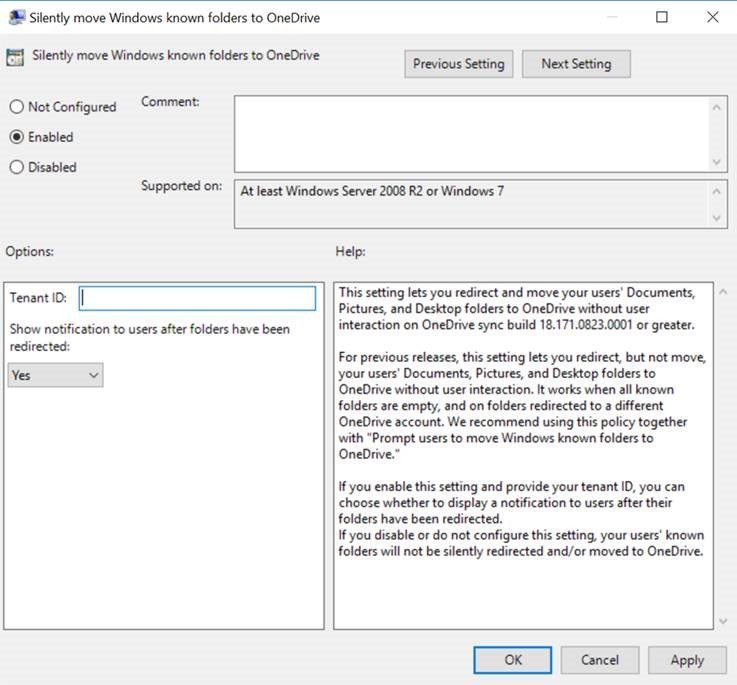 Silently move Windows known folders to OneDrive
Silently move Windows known folders to OneDrive
Previous Setting
Next Setting
Not Configured
Comment:
Enabled
Disabled
Supported on:
At least Windows Server 2008 R2 or Windows 7
Options:
Help:
Tenant ID:
Show notification to users after folders have been
redirected:
Yes
This setting lets you redirect and move your users' Documents,
Pictures, and Desktop folders to OneDrive without user
interaction on OneDrive sync build 18.171.0823.0001 or greater.
For previous releases, this setting lets you redirect, but not move,
your users' Documents, Pictures, and Desktop folders to
OneDrive without user interaction. It works when all known
folders are empty, and on folders redirected to a different
OneDrive account. We recommend using this policy together
with "Prompt users to move Windows known folders to
OneDrive."
If you enable this setting and provide your tenant ID, you can
choose whether to display a notification to users after their
folders have been redirected.
If you disable or do not configure this setting, your users' known
folders will not be silently redirected and/or moved to OneDrive.
OK
Cancel
Apply